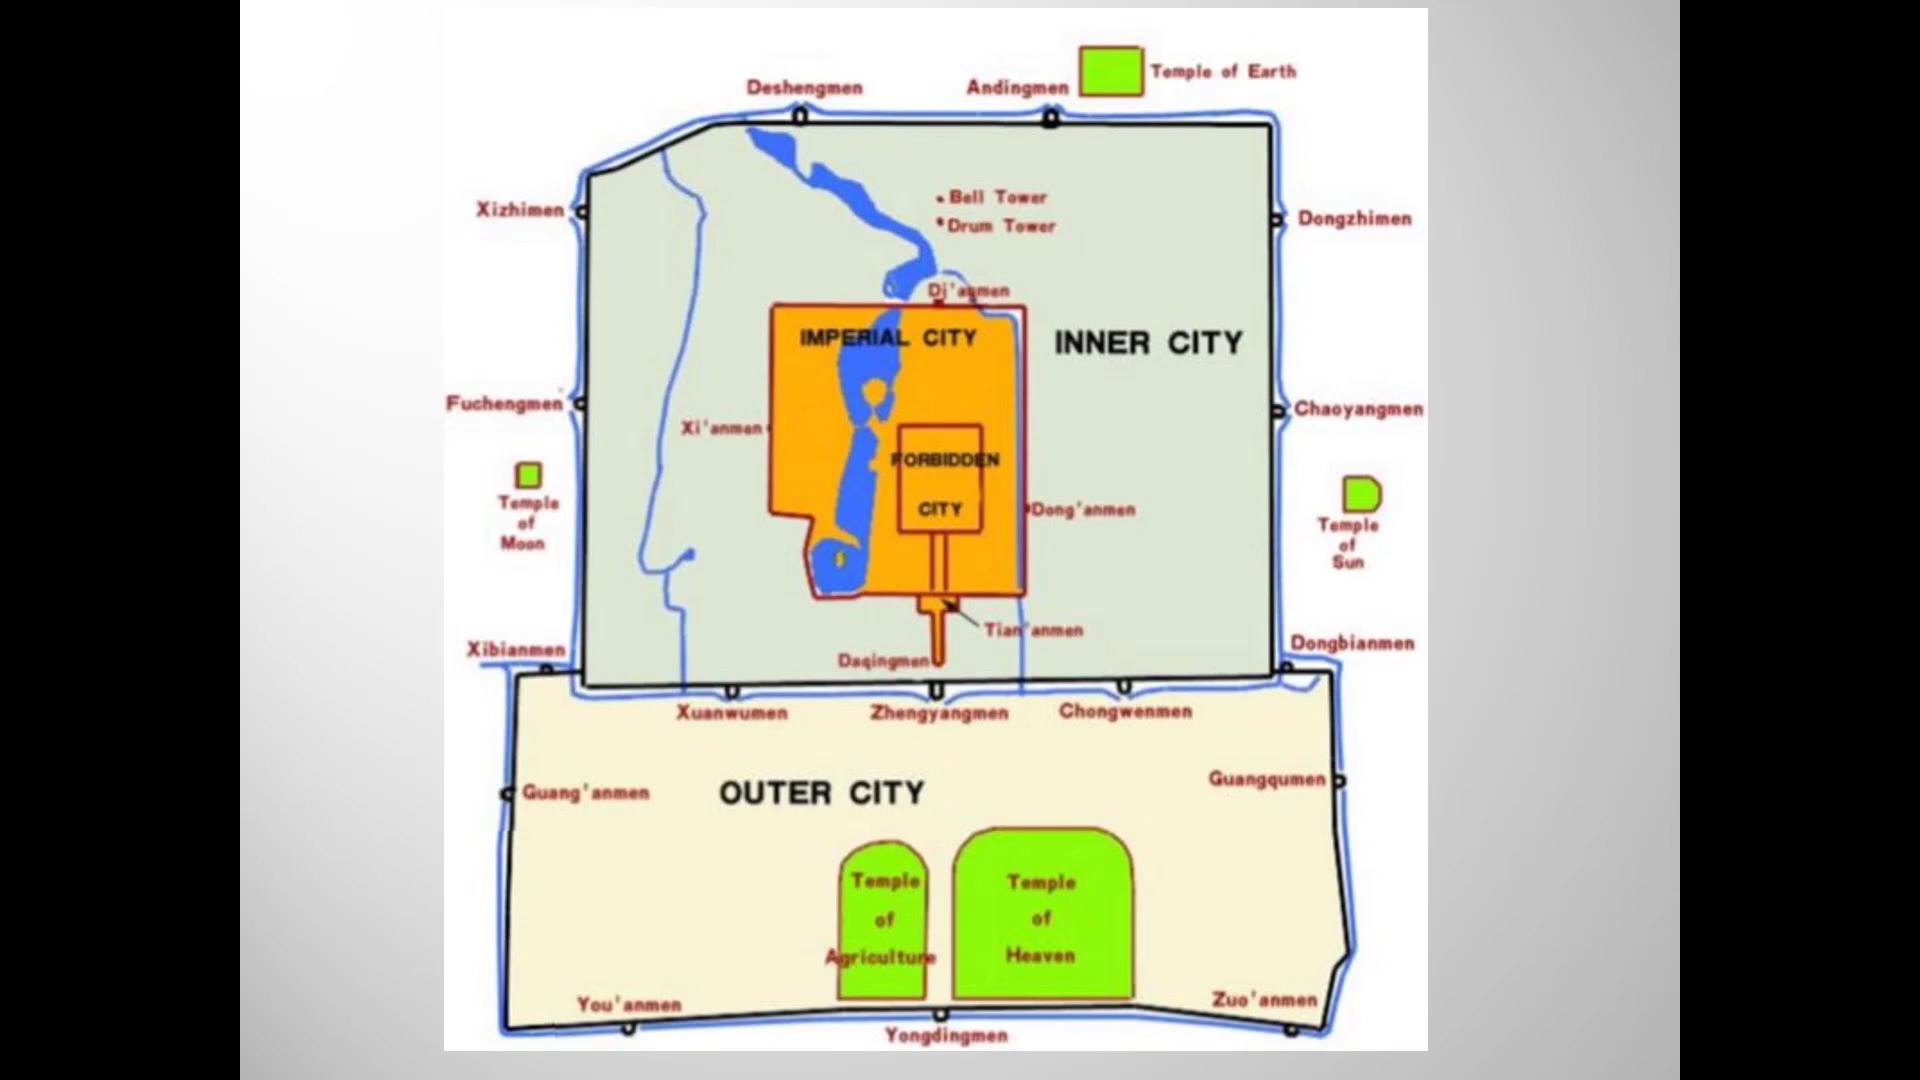 Temple of Earth
Deshengmen
Andingmen
Bell Tower
Xizhimen
Drum Tower
Dongzhimen
Di'anmen
IMPERIAL CITY
INNER CITY
Fuchengmen
Chaoyangmen
Xi'anmen
FORBIDDEN
CITY
Temple
of
Moon
Dong'anmen
Temple
of
Sun
Tian'anmen
Xibianmen
Dongbianmen
Daqingmen
Xuanwumen
Zhengyangmen
Chongwenmen
Guang'anmen
OUTER CITY
Guangqumen
Temple
of
Agriculture
Temple
of
Heaven
You'anmen
Zuo'anmen
Yongdingmen